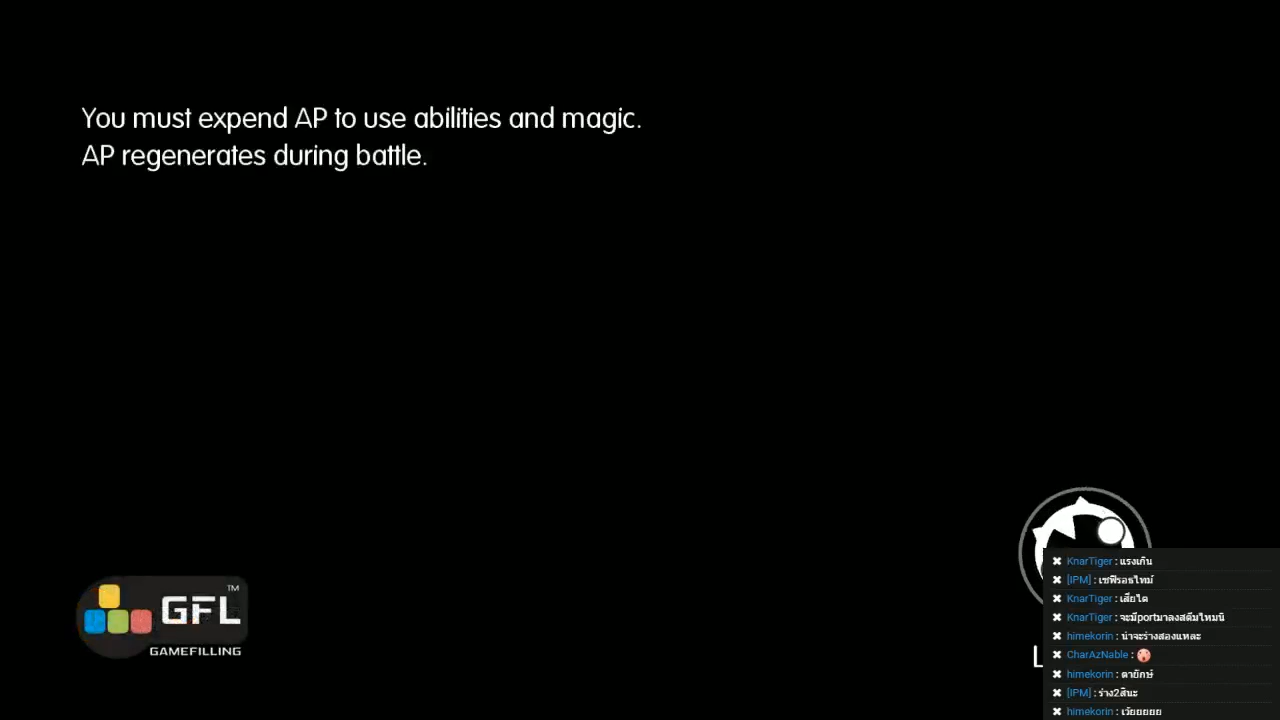 You must expend AP to use abilities and magic.
AP regenerates during battle.
GFL™
GAMEFILLING
L
✖ KnarTiger : แรงเกิน
✖ [IPM] : เซฟิรอธไทม์
✖ KnarTiger : เสียใต
✖ KnarTiger : จะมีportมาลงสตีมไหมนิ
✖ himekorin : น่าจะร่างสองแหละ
✖ CharAzNable :
✖ himekorin : ตายักษ์
✖ [IPM] : ร่าง2สินะ
✖ himekorin : เว้ยยยยย